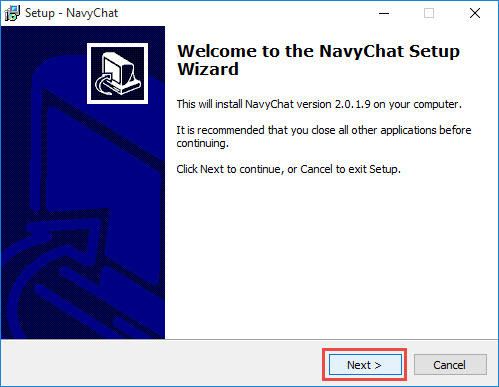 Setup - NavyChat
Welcome to the NavyChat Setup
Wizard
This will install NavyChat version 2.0.1.9 on your computer.
It is recommended that you close all other applications before
continuing.
Click Next to continue, or Cancel to exit Setup.
Next >
Cancel